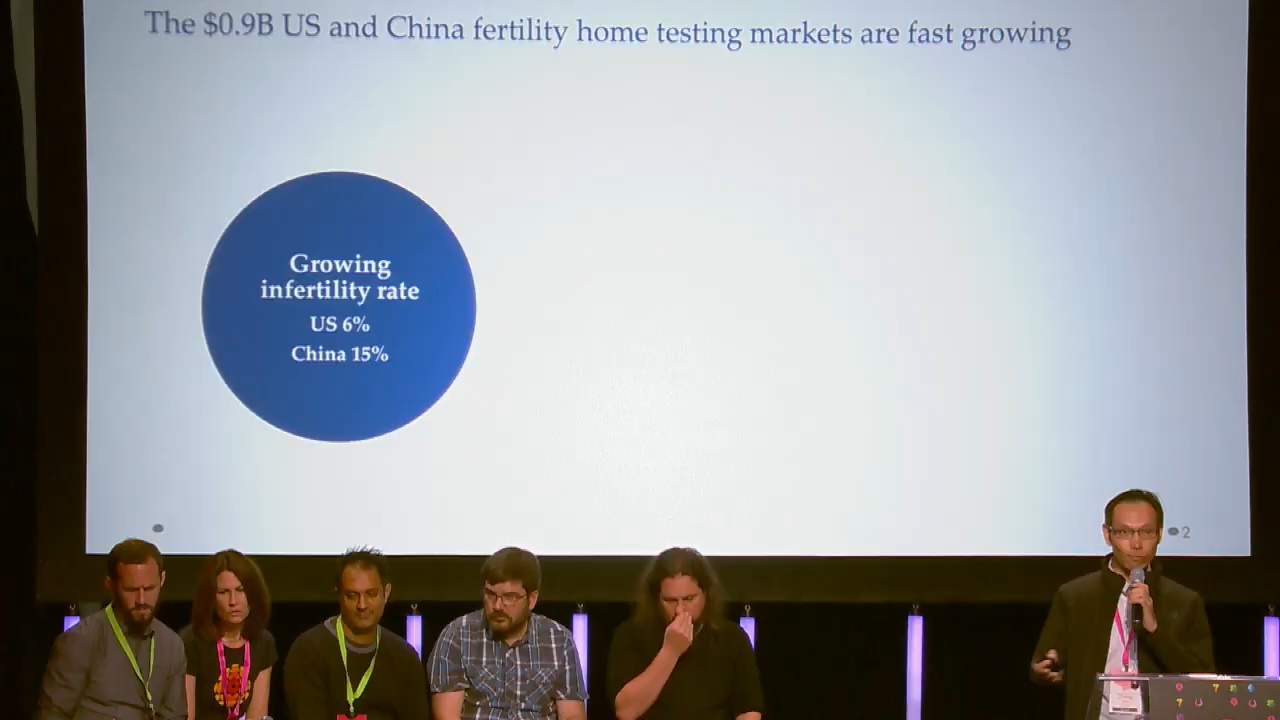 The $0.9B US and China fertility home testing markets are fast growing
Growing
infertility rate
US 6%
China 15%
2